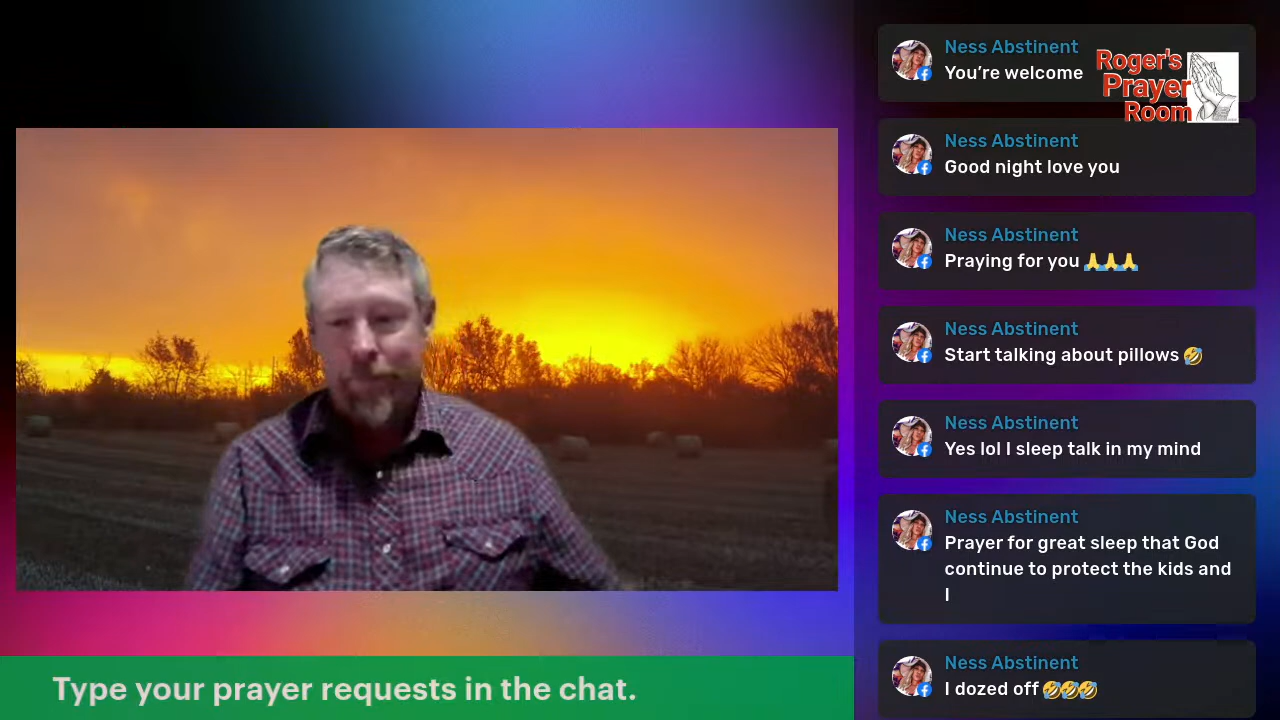 Ness Abstinent
You’re welcome
Roger's
Prayer
Room
Ness Abstinent
Good night love you
Ness Abstinent
Praying for you 🙏🙏🙏
Ness Abstinent
Start talking about pillows 🤣
Ness Abstinent
Yes lol I sleep talk in my mind
Ness Abstinent
Prayer for great sleep that God
continue to protect the kids and
I
Ness Abstinent
I dozed off 🤣🤣🤣
Type your prayer requests in the chat.